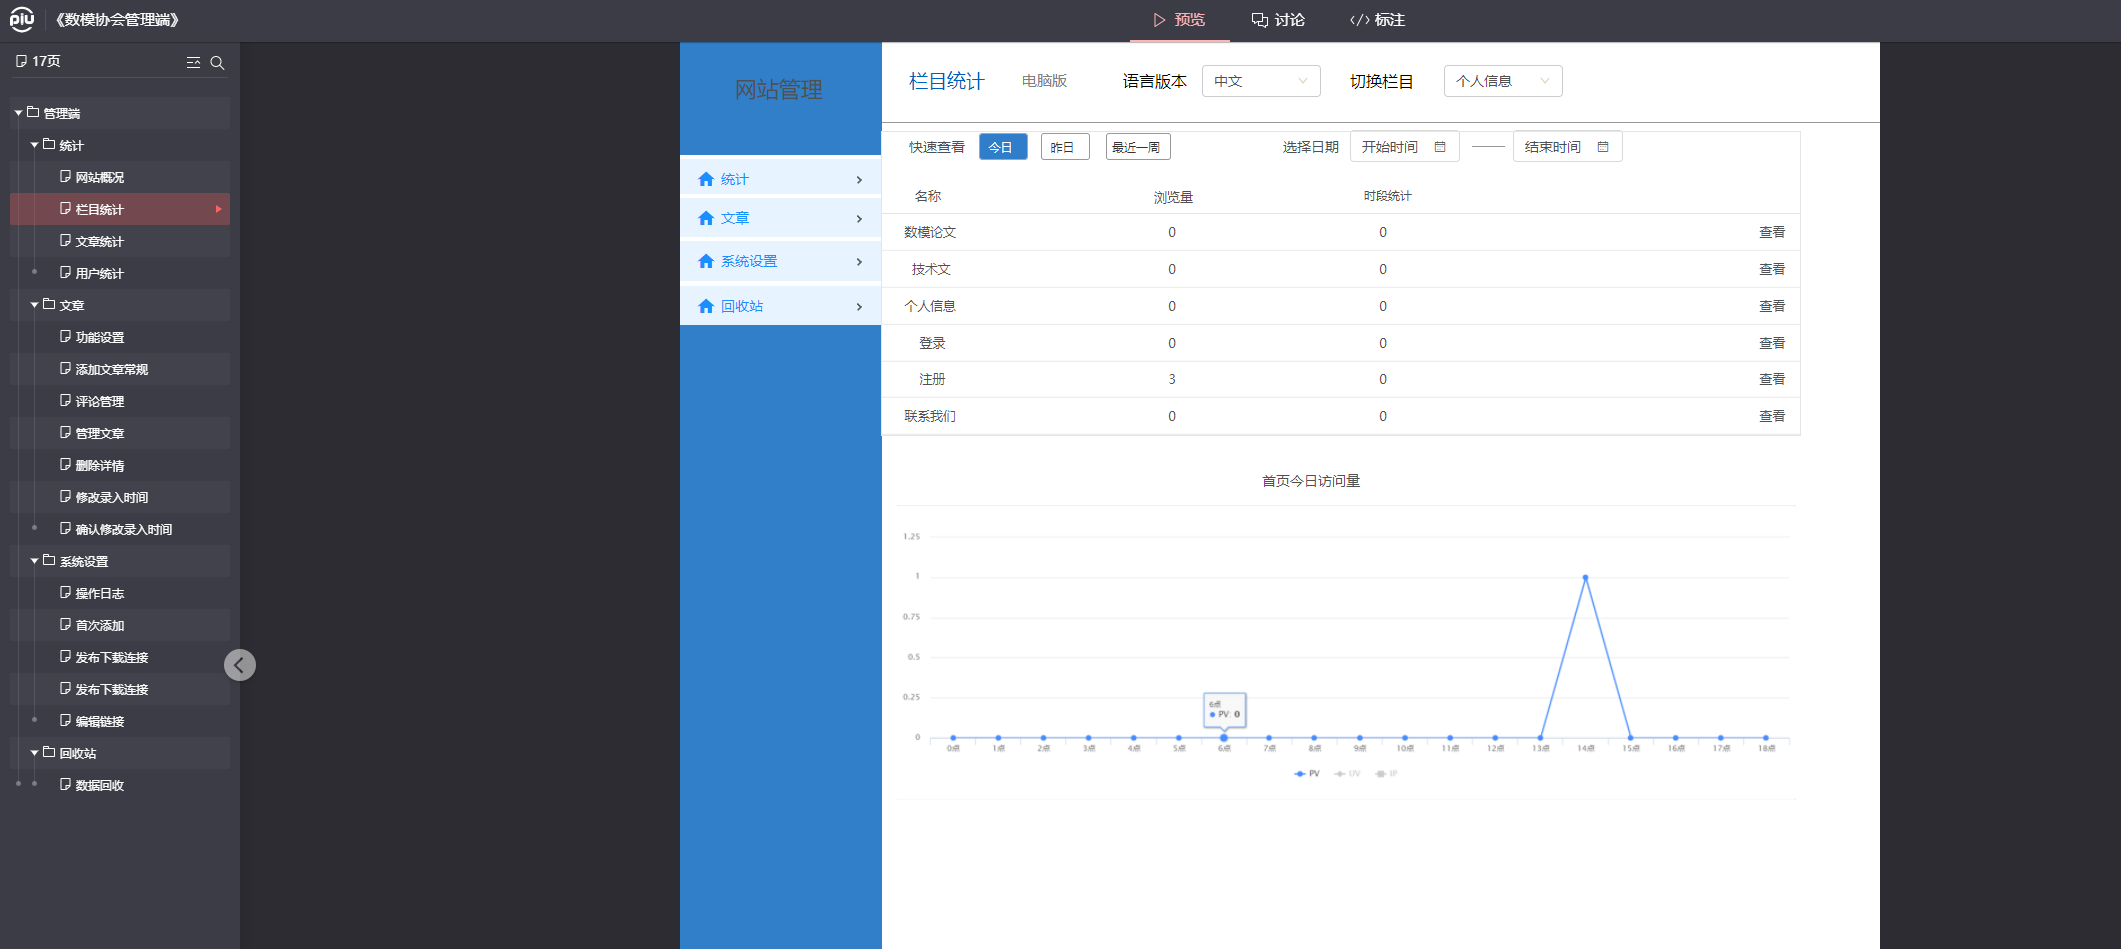 piu 《数模协会管理端》 预览 讨论 标注
17页
管理端
统计
网站概况
栏目统计
文章统计
用户统计
文章
功能设置
添加文章常规
评论管理
管理文章
删除详情
修改录入时间
确认修改录入时间
系统设置
操作日志
首次添加
发布下载连接
发布下载连接
编辑链接
回收站
数据回收
网站管理
统计
文章
系统设置
回收站
栏目统计 电脑版 语言版本 中文 切换栏目 个人信息
快速查看 今日 昨日 最近一周 选择日期 开始时间 结束时间
名称 浏览量 时段统计
数模论文 0 0 查看
技术文 0 0 查看
个人信息 0 0 查看
登录 0 0 查看
注册 3 0 查看
联系我们 0 0 查看
首页今日访问量
1.25
1
0.75
0.5
0.25
0
6点
PV: 0
0点 1点 2点 3点 4点 5点 6点 7点 8点 9点 10点 11点 12点 13点 14点 15点 16点 17点 18点
PV UV IP